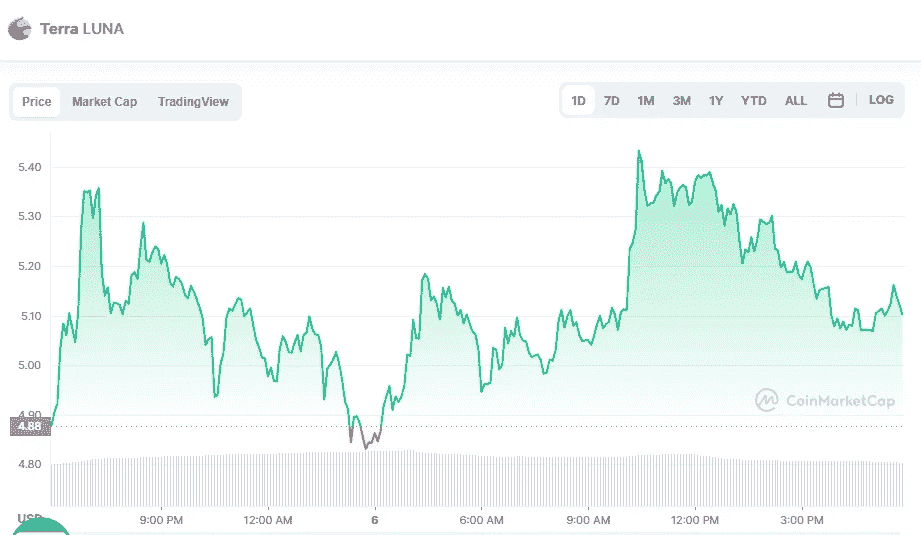 Terra LUNA
Price Market Cap TradingView 1D 7D 1M 3M 1Y YTD ALL LOG
5.40
5.30
5.20
5.10
5.00
4.90
4.88
4.80
CoinMarketCap
USD
9:00 PM 12:00 AM 6 6:00 AM 9:00 AM 12:00 PM 3:00 PM